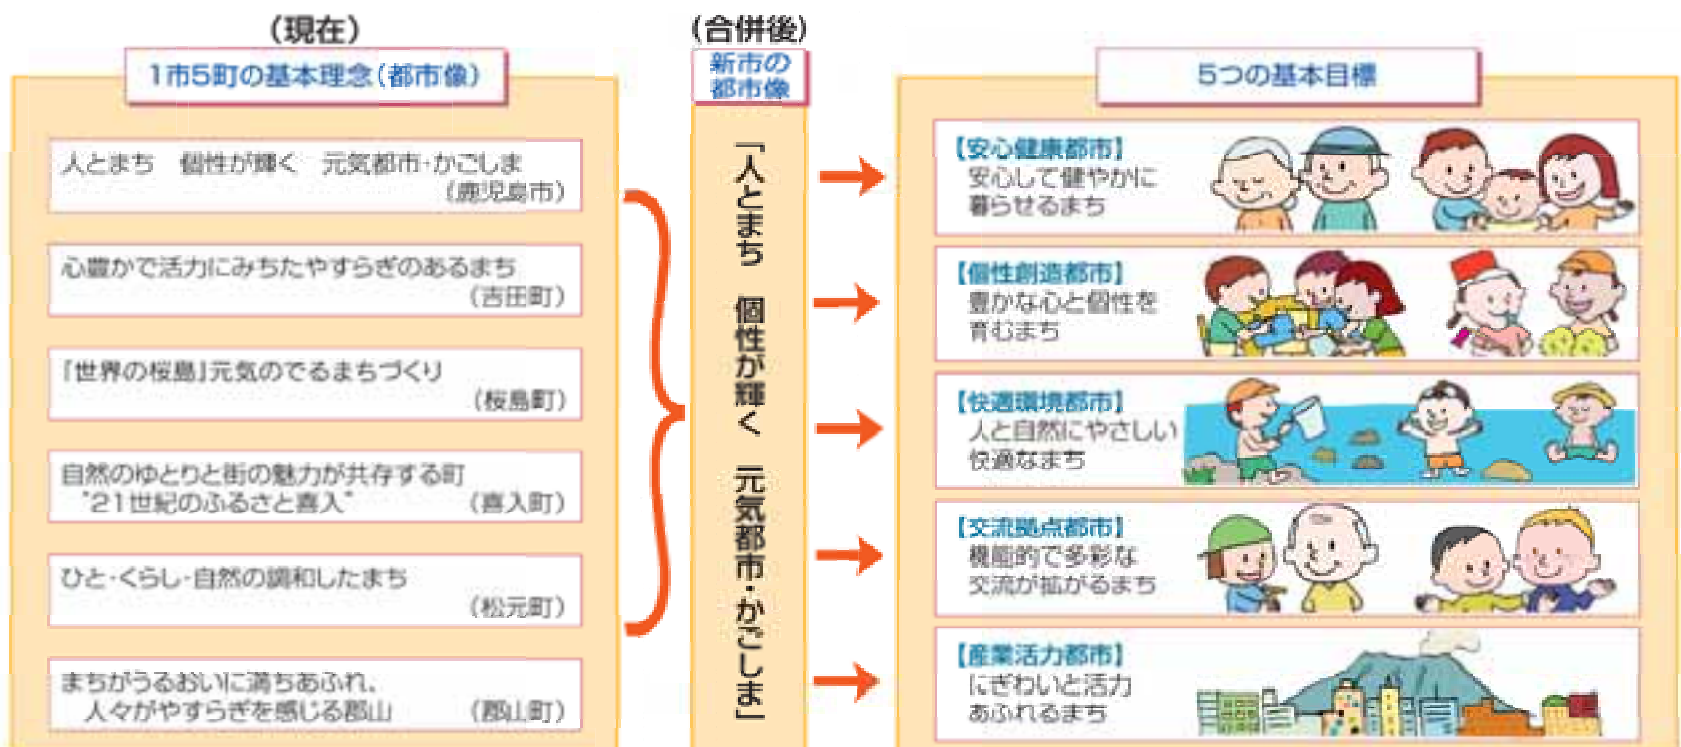 (現在)
1市5町の基本理念(都市像)
人とまち 個性が輝く 元気都市・かごしま
(鹿児島市)
心豊かで活力にみちたやすらぎのあるまち
(吉田町)
「世界の桜島」元気のでるまちづくり
(桜島町)
自然のゆとりと街の魅力が共存する町
"21世紀のふるさと喜入" (喜入町)
ひと・くらし・自然の調和したまち
(松元町)
まちがうるおいに満ちあふれ、
人々がやすらぎを感じる郡山 (郡山町)
(合併後)
新市の
都市像
「人とまち 個性が輝く 元気都市・かごしま」
5つの基本目標
【安心健康都市】
安心して健やかに
暮らせるまち
【個性創造都市】
豊かな心と個性を
育むまち
【快適環境都市】
人と自然にやさしい
快適なまち
【交流拠点都市】
機能的で多彩な
交流が拡がるまち
【産業活力都市】
にぎわいと活力
あふれるまち